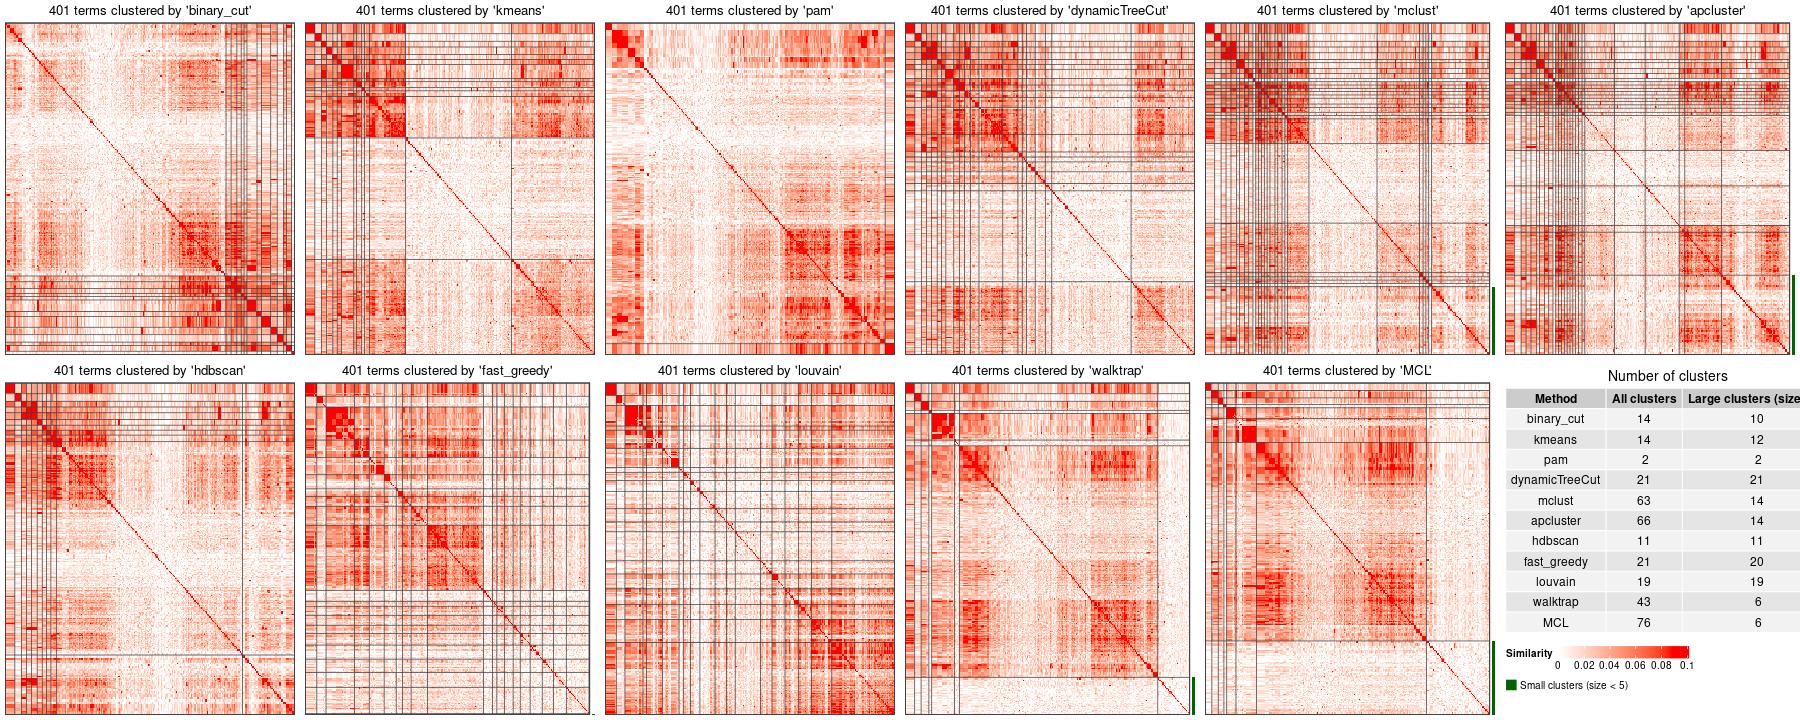 401 terms clustered by 'binary_cut'
401 terms clustered by 'kmeans'
401 terms clustered by 'pam'
401 terms clustered by 'dynamicTreeCut'
401 terms clustered by 'mclust'
401 terms clustered by 'apcluster'
401 terms clustered by 'hdbscan'
401 terms clustered by 'fast_greedy'
401 terms clustered by 'louvain'
401 terms clustered by 'walktrap'
401 terms clustered by 'MCL'
Number of clusters
Method All clusters Large clusters (size
binary_cut 14 10
kmeans 14 12
pam 2 2
dynamicTreeCut 21 21
mclust 63 14
apcluster 66 14
hdbscan 11 11
fast_greedy 21 20
louvain 19 19
walktrap 43 6
MCL 76 6
Similarity
0 0.02 0.04 0.06 0.08 0.1
Small clusters (size < 5)